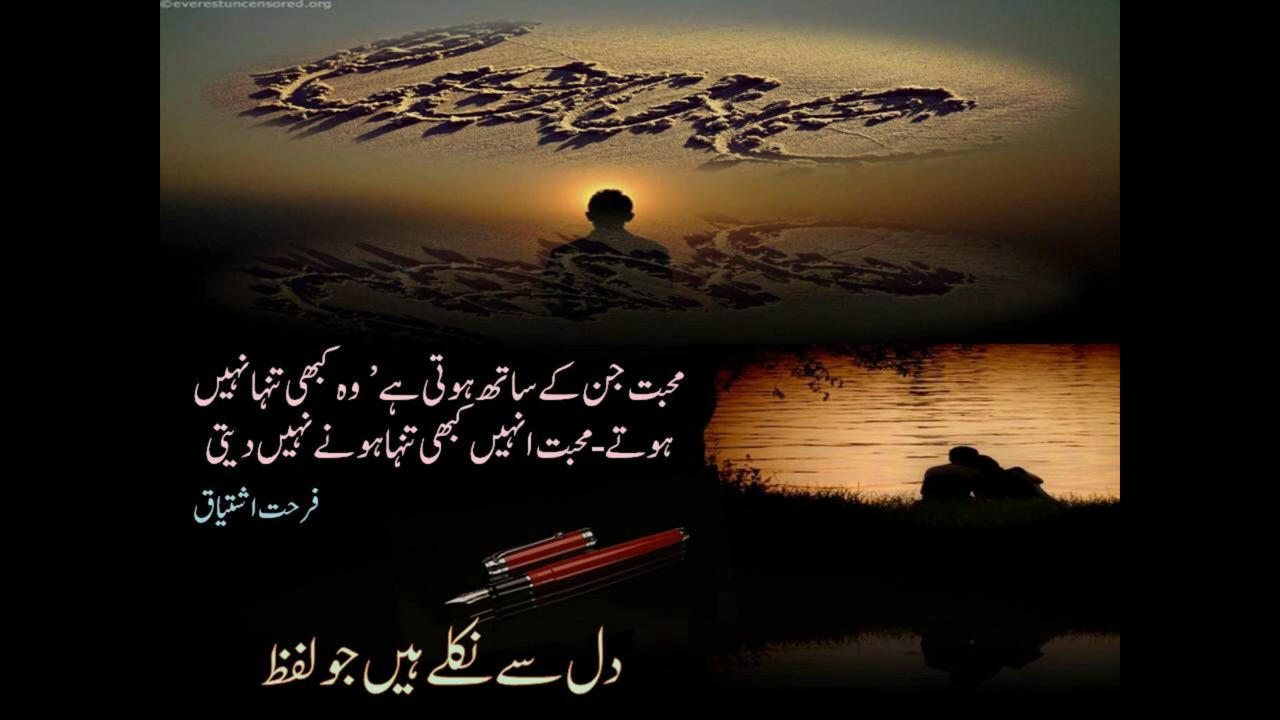 ©everestuncensored.org
Love
محبت جن کے ساتھ ہوتی ہے’ وہ کبھی تنہا نہیں
ہوتے-محبت انہیں کبھی تنہا ہونے نہیں دیتی
فرحت اشتیاق
دل سے نکلے ہیں جو لفظ